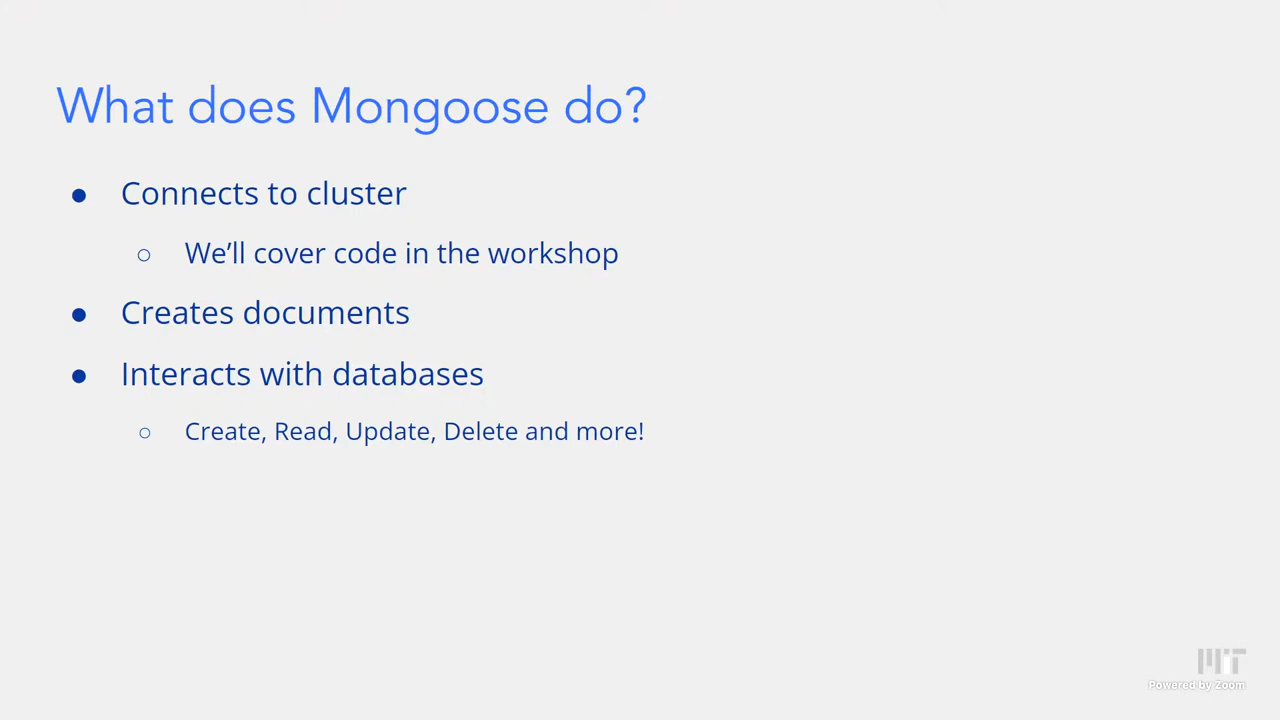 What does Mongoose do?
● Connects to cluster
○ We’ll cover code in the workshop
● Creates documents
● Interacts with databases
○ Create, Read, Update, Delete and more!
MIT
Powered by Zoom